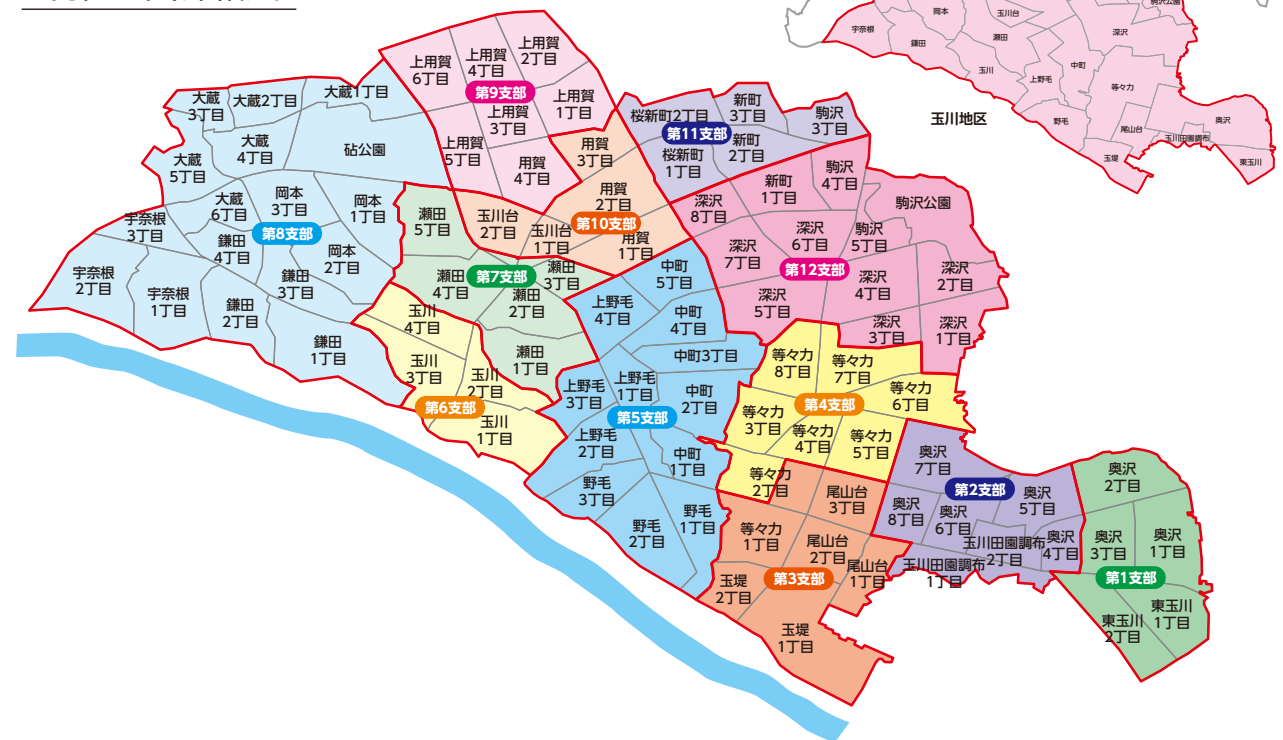 上用賀
6丁目
上用賀
4丁目
上用賀
2丁目
第9支部
上用賀
1丁目
上用賀
3丁目
上用賀
5丁目
用賀
4丁目
大蔵
3丁目
大蔵2丁目
大蔵1丁目
大蔵
4丁目
砧公園
大蔵
5丁目
大蔵
6丁目
岡本
3丁目
岡本
1丁目
宇奈根
3丁目
鎌田
4丁目
第8支部
岡本
2丁目
宇奈根
2丁目
宇奈根
1丁目
鎌田
3丁目
鎌田
2丁目
鎌田
1丁目
用賀
3丁目
用賀
2丁目
第10支部
玉川台
2丁目
玉川台
1丁目
用賀
1丁目
瀬田
5丁目
瀬田
4丁目
第7支部
瀬田
3丁目
瀬田
2丁目
瀬田
1丁目
玉川
4丁目
玉川
3丁目
玉川
2丁目
第6支部
玉川
1丁目
桜新町2丁目
新町
3丁目
駒沢
3丁目
第11支部
新町
2丁目
桜新町
1丁目
駒沢
4丁目
新町
1丁目
深沢
8丁目
駒沢公園
深沢
6丁目
駒沢
5丁目
深沢
7丁目
第12支部
深沢
4丁目
深沢
2丁目
深沢
5丁目
深沢
3丁目
深沢
1丁目
中町
5丁目
上野毛
4丁目
中町
4丁目
中町3丁目
上野毛
3丁目
上野毛
1丁目
中町
2丁目
第5支部
上野毛
2丁目
中町
1丁目
野毛
3丁目
野毛
2丁目
野毛
1丁目
等々力
8丁目
等々力
7丁目
等々力
6丁目
第4支部
等々力
3丁目
等々力
4丁目
等々力
5丁目
等々力
2丁目
尾山台
3丁目
等々力
1丁目
尾山台
2丁目
尾山台
1丁目
第3支部
玉堤
2丁目
玉堤
1丁目
奥沢
7丁目
第2支部
奥沢
5丁目
奥沢
8丁目
奥沢
6丁目
玉川田園調布
2丁目
奥沢
4丁目
玉川田園調布
1丁目
奥沢
2丁目
奥沢
3丁目
奥沢
1丁目
第1支部
東玉川
1丁目
東玉川
2丁目
玉川地区
岡本
玉川台
駒沢公園
宇奈根
鎌田
瀬田
深沢
玉川
上野毛
中町
等々力
野毛
尾山台
奥沢
玉川田園調布
玉堤
東玉川